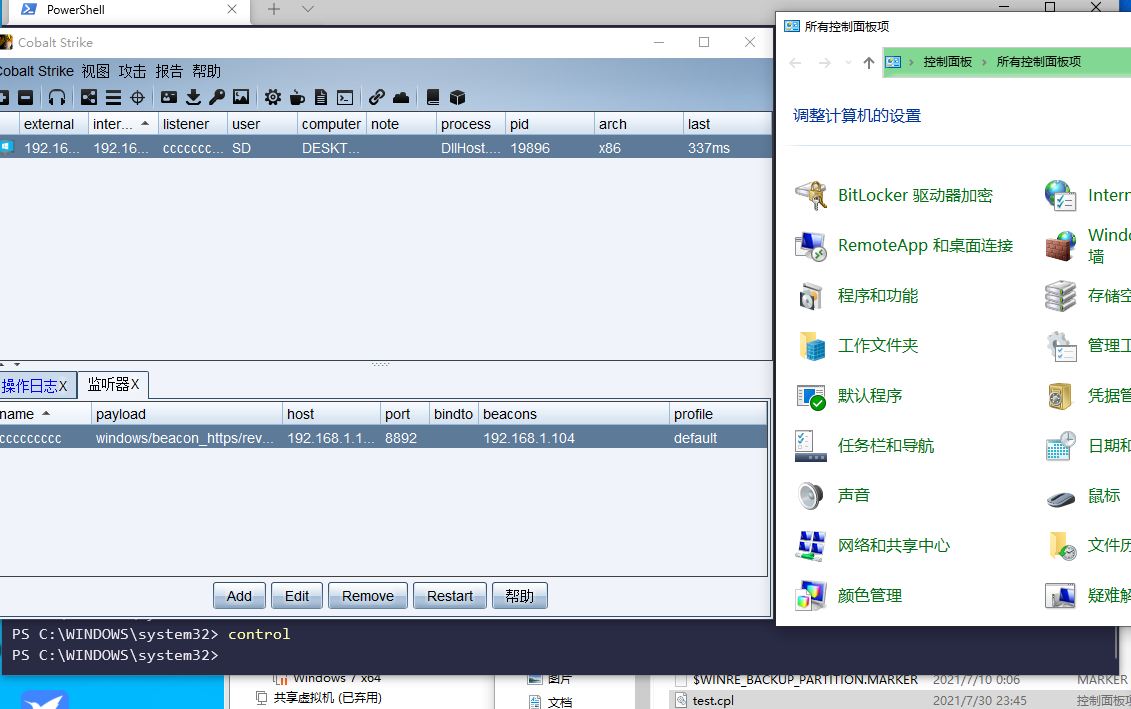 PowerShell
Cobalt Strike
Cobalt Strike 视图 攻击 报告 帮助
external inter... listener user computer note process pid arch last
192.16... 192.16... ccccccc... SD DESKT... DllHost.... 19896 x86 337ms
操作日志X 监听器X
name payload host port bindto beacons profile
cccccccccc windows/beacon_https/rev... 192.168.1.1... 8892 192.168.1.104 default
Add Edit Remove Restart 帮助
PS C:\WINDOWS\system32> control
PS C:\WINDOWS\system32>
所有控制面板项
控制面板 › 所有控制面板项
调整计算机的设置
BitLocker 驱动器加密 Intern
RemoteApp 和桌面连接 Windo
墙
程序和功能 存储空
工作文件夹 管理工
默认程序 凭据管
任务栏和导航 日期和
声音 鼠标
网络和共享中心 文件历
颜色管理 疑难解
Windows 7 x64 图片 $WINRE_BACKUP_PARTITION.MARKER 2021/7/10 0:06 MARKER
共享虚拟机 (已弃用) 文档 test.cpl 2021/7/30 23:45 控制面板项